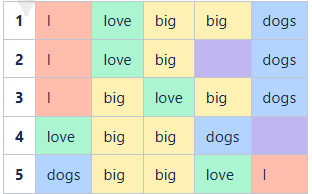 1 I love big big dogs
2 I love big dogs
3 I big love big dogs
4 love big big dogs
5 dogs big big love I